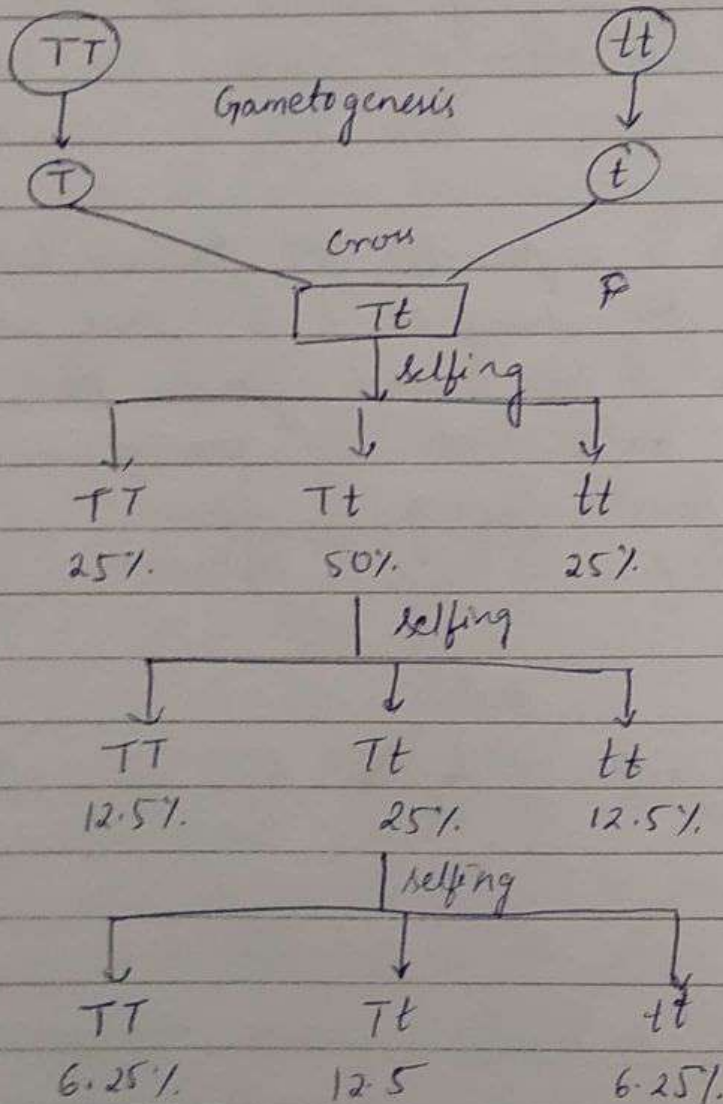 TT tt
Gametogenesis
T t
Cross
Tt
selfing
TT Tt tt
25%. 50%. 25%.
selfing
TT Tt tt
12.5%. 25%. 12.5%.
selfing
TT Tt tt
6.25%. 12.5 6.25%.